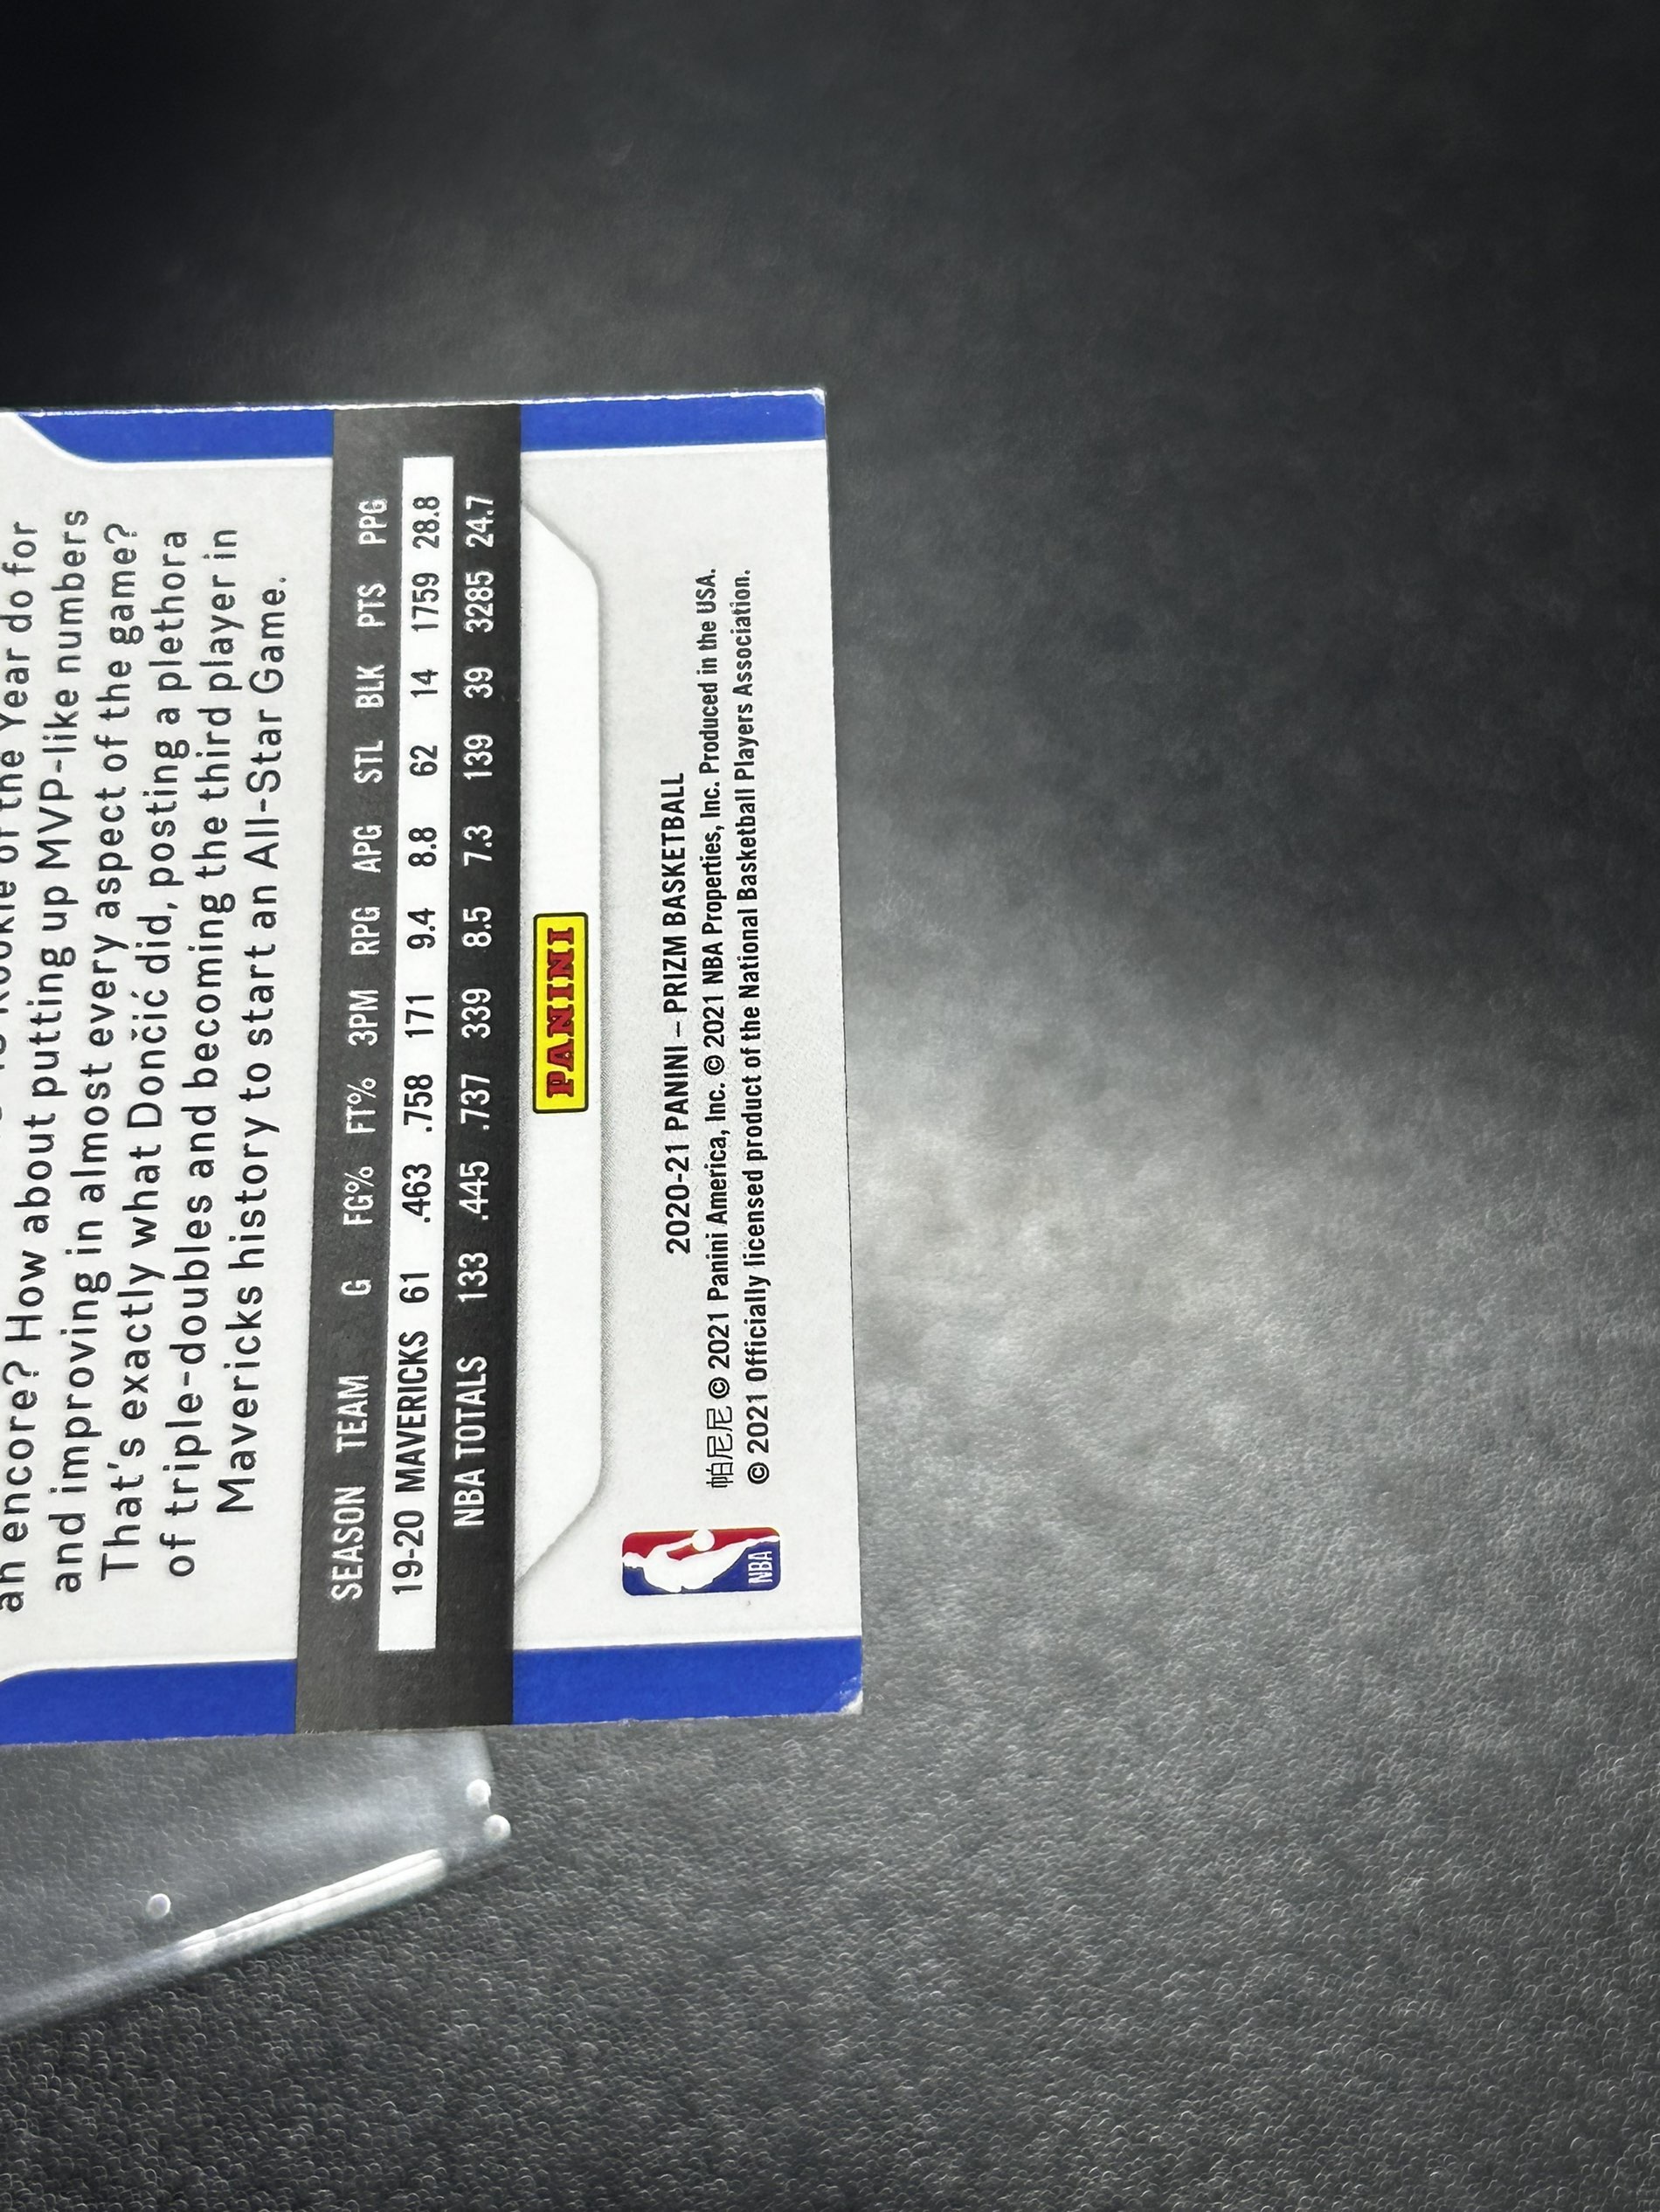 Rookie of the Year do for
an encore? How about putting up MVP-like numbers
and improving in almost every aspect of the game?
That's exactly what Dončić did, posting a plethora
of triple-doubles and becoming the third player in
Mavericks history to start an All-Star Game.
SEASON TEAM G FG% FT% 3PM RPG APG STL BLK PTS PPG
19-20 MAVERICKS 61 .463 .758 171 9.4 8.8 62 14 1759 28.8
NBA TOTALS 133 .445 .737 339 8.5 7.3 139 39 3285 24.7
PANINI
2020-21 PANINI – PRIZM BASKETBALL
帕尼尼 © 2021 Panini America, Inc. © 2021 NBA Properties, Inc. Produced in the USA.
© 2021 Officially licensed product of the National Basketball Players Association.
NBA